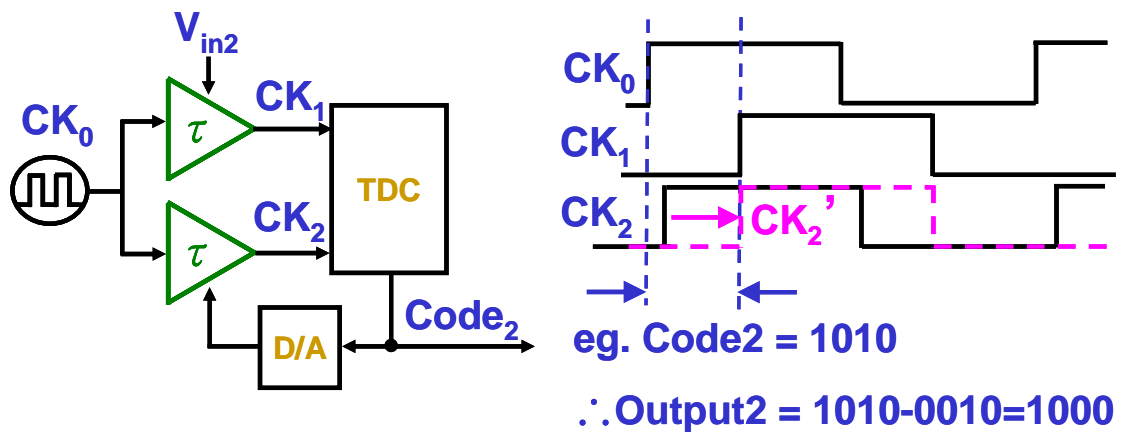 V_in2
CK_0
CK_1
τ
TDC
CK_2
τ
Code_2
D/A
CK_0
CK_1
CK_2
CK_2’
eg. Code2 = 1010
∴Output2 = 1010-0010=1000